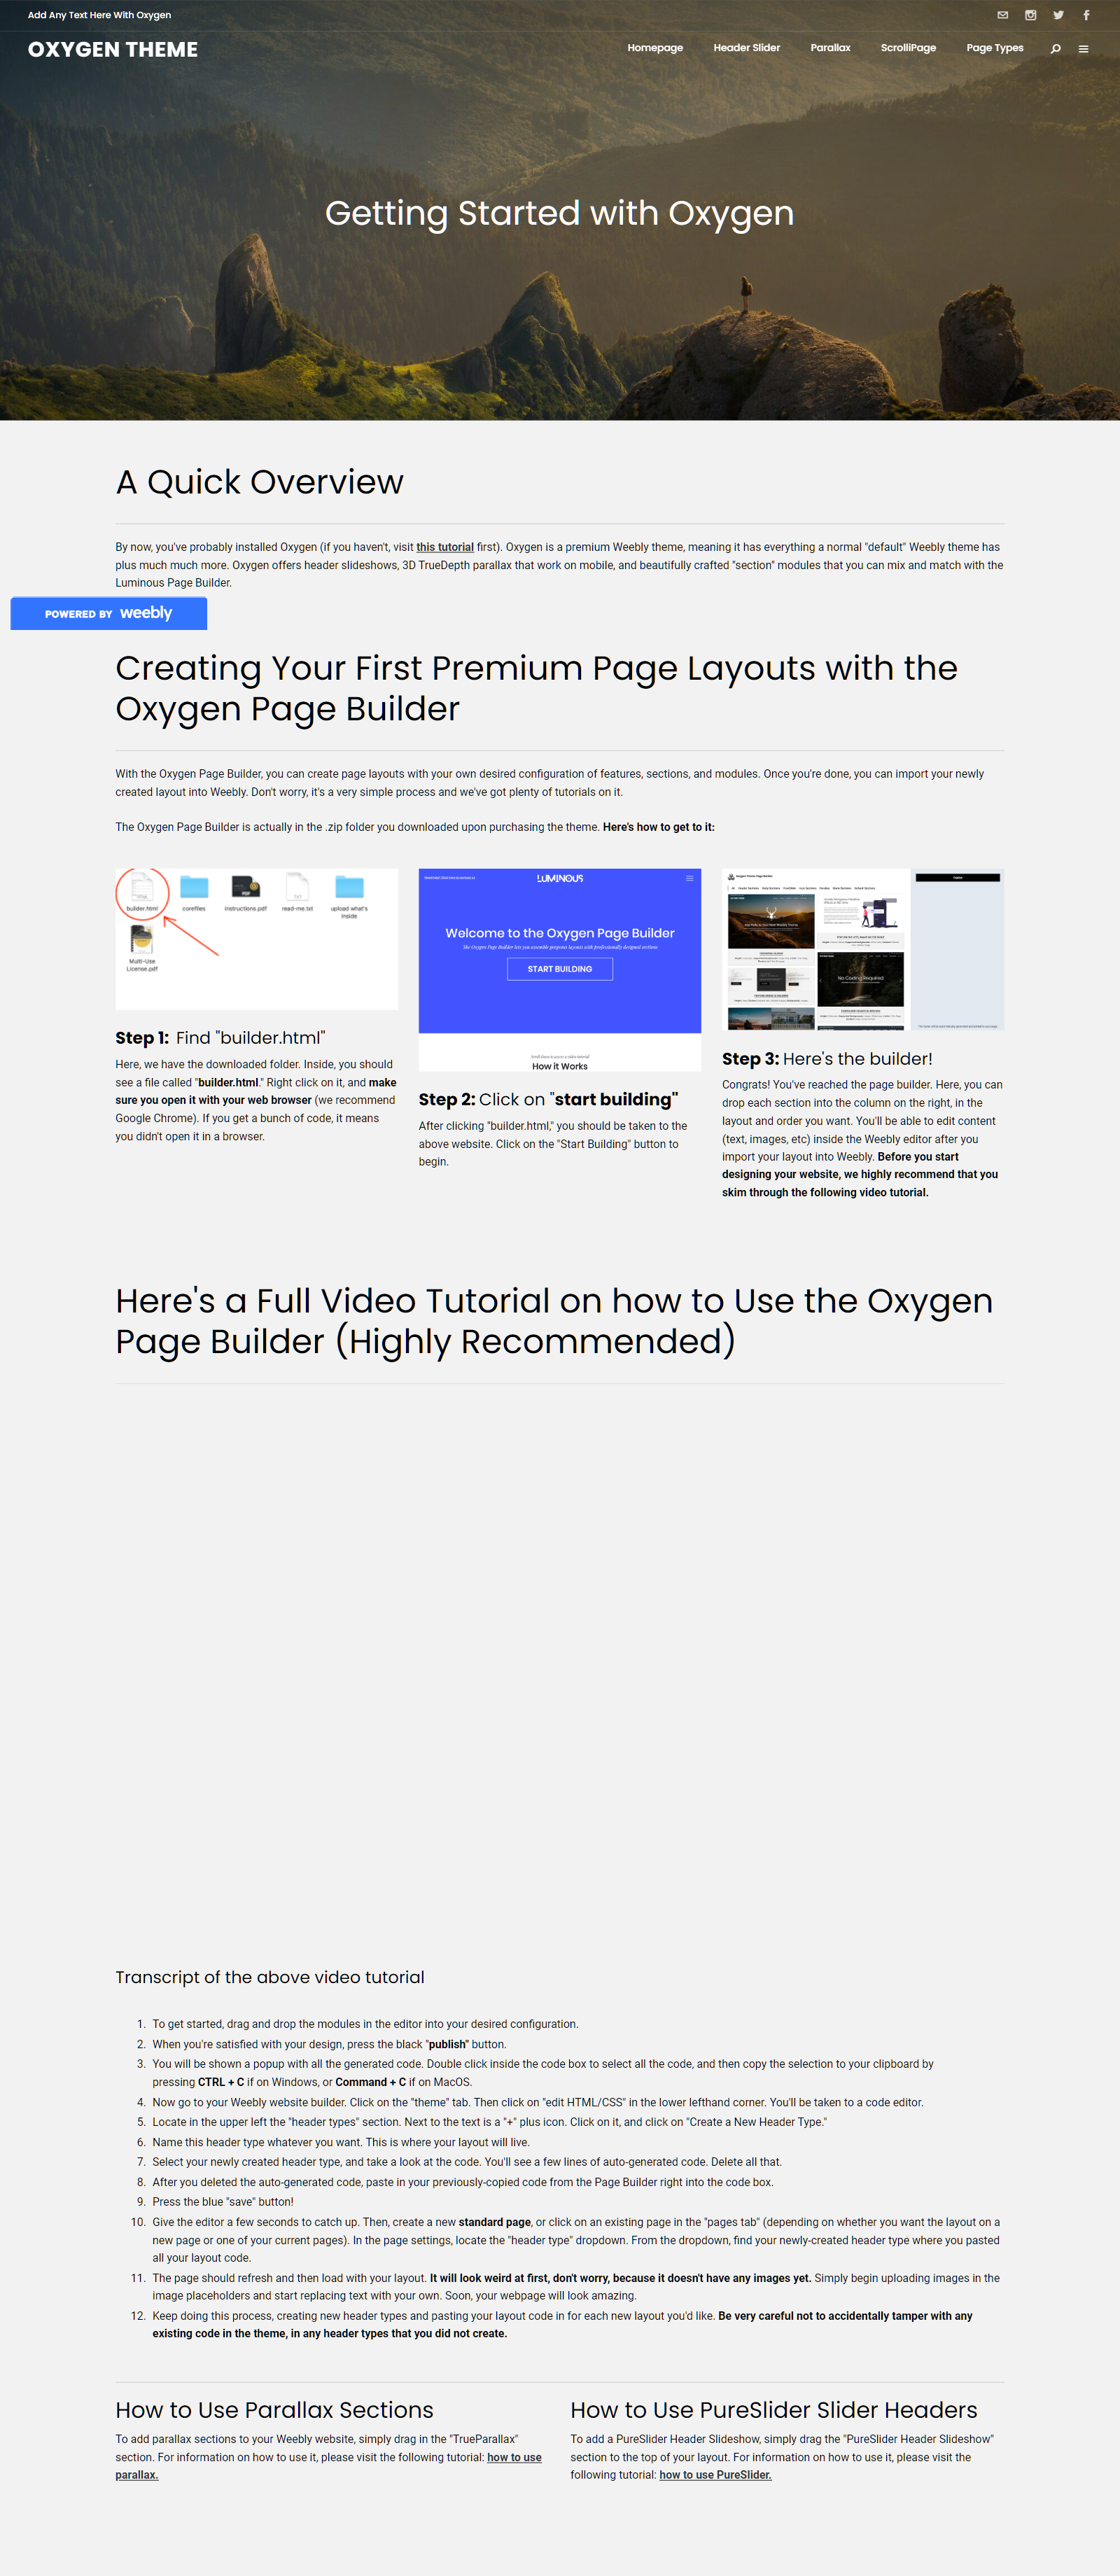 Add Any Text Here With Oxygen
OXYGEN THEME
Homepage Header Slider Parallax ScrolliPage Page Types
Getting Started with Oxygen
A Quick Overview
By now, you've probably installed Oxygen (if you haven't, visit this tutorial first). Oxygen is a premium Weebly theme, meaning it has everything a normal "default" Weebly theme has
plus much much more. Oxygen offers header slideshows, 3D TrueDepth parallax that work on mobile, and beautifully crafted "section" modules that you can mix and match with the
Luminous Page Builder.
POWERED BY weebly
Creating Your First Premium Page Layouts with the
Oxygen Page Builder
With the Oxygen Page Builder, you can create page layouts with your own desired configuration of features, sections, and modules. Once you're done, you can import your newly
created layout into Weebly. Don't worry, it's a very simple process and we've got plenty of tutorials on it.
The Oxygen Page Builder is actually in the .zip folder you downloaded upon purchasing the theme. Here's how to get to it:
builder.html corefiles instructions.pdf read-me.txt upload what's
inside
Multi-Use
License.pdf
Step 1: Find "builder.html"
Here, we have the downloaded folder. Inside, you should
see a file called "builder.html." Right click on it, and make
sure you open it with your web browser (we recommend
Google Chrome). If you get a bunch of code, it means
you didn't open it in a browser.
LUMINOUS
Welcome to the Oxygen Page Builder
The Oxygen Page Builder lets you assemble gorgeous layouts with professionally designed sections
START BUILDING
Scroll down to access a video tutorial
How it Works
Step 2: Click on "start building"
After clicking "builder.html," you should be taken to the
above website. Click on the "Start Building" button to
begin.
Oxygen Theme Page Builder
No Coding Required
Step 3: Here's the builder!
Congrats! You've reached the page builder. Here, you can
drop each section into the column on the right, in the
layout and order you want. You'll be able to edit content
(text, images, etc) inside the Weebly editor after you
import your layout into Weebly. Before you start
designing your website, we highly recommend that you
skim through the following video tutorial.
Here's a Full Video Tutorial on how to Use the Oxygen
Page Builder (Highly Recommended)
Transcript of the above video tutorial
1. To get started, drag and drop the modules in the editor into your desired configuration.
2. When you're satisfied with your design, press the black "publish" button.
3. You will be shown a popup with all the generated code. Double click inside the code box to select all the code, and then copy the selection to your clipboard by
pressing CTRL + C if on Windows, or Command + C if on MacOS.
4. Now go to your Weebly website builder. Click on the "theme" tab. Then click on "edit HTML/CSS" in the lower lefthand corner. You'll be taken to a code editor.
5. Locate in the upper left the "header types" section. Next to the text is a "+" plus icon. Click on it, and click on "Create a New Header Type."
6. Name this header type whatever you want. This is where your layout will live.
7. Select your newly created header type, and take a look at the code. You'll see a few lines of auto-generated code. Delete all that.
8. After you deleted the auto-generated code, paste in your previously-copied code from the Page Builder right into the code box.
9. Press the blue "save" button!
10. Give the editor a few seconds to catch up. Then, create a new standard page, or click on an existing page in the "pages tab" (depending on whether you want the layout on a
new page or one of your current pages). In the page settings, locate the "header type" dropdown. From the dropdown, find your newly-created header type where you pasted
all your layout code.
11. The page should refresh and then load with your layout. It will look weird at first, don't worry, because it doesn't have any images yet. Simply begin uploading images in the
image placeholders and start replacing text with your own. Soon, your webpage will look amazing.
12. Keep doing this process, creating new header types and pasting your layout code in for each new layout you'd like. Be very careful not to accidentally tamper with any
existing code in the theme, in any header types that you did not create.
How to Use Parallax Sections
To add parallax sections to your Weebly website, simply drag in the "TrueParallax"
section. For information on how to use it, please visit the following tutorial: how to use
parallax.
How to Use PureSlider Slider Headers
To add a PureSlider Header Slideshow, simply drag the "PureSlider Header Slideshow"
section to the top of your layout. For information on how to use it, please visit the
following tutorial: how to use PureSlider.